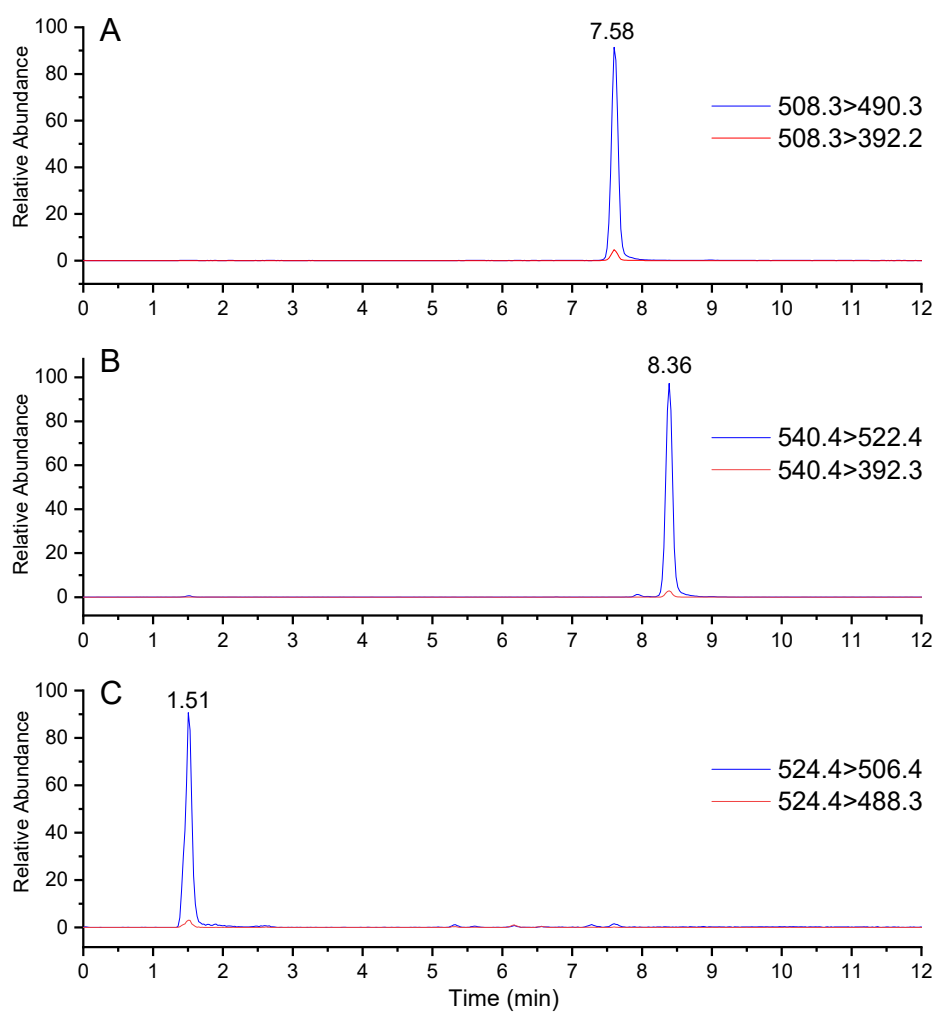 A
7.58
100
80
60
40
20
0
Relative Abundance
508.3>490.3
508.3>392.2
0 1 2 3 4 5 6 7 8 9 10 11 12
B
8.36
100
80
60
40
20
0
Relative Abundance
540.4>522.4
540.4>392.3
0 1 2 3 4 5 6 7 8 9 10 11 12
C
1.51
100
80
60
40
20
0
Relative Abundance
524.4>506.4
524.4>488.3
0 1 2 3 4 5 6 7 8 9 10 11 12
Time (min)